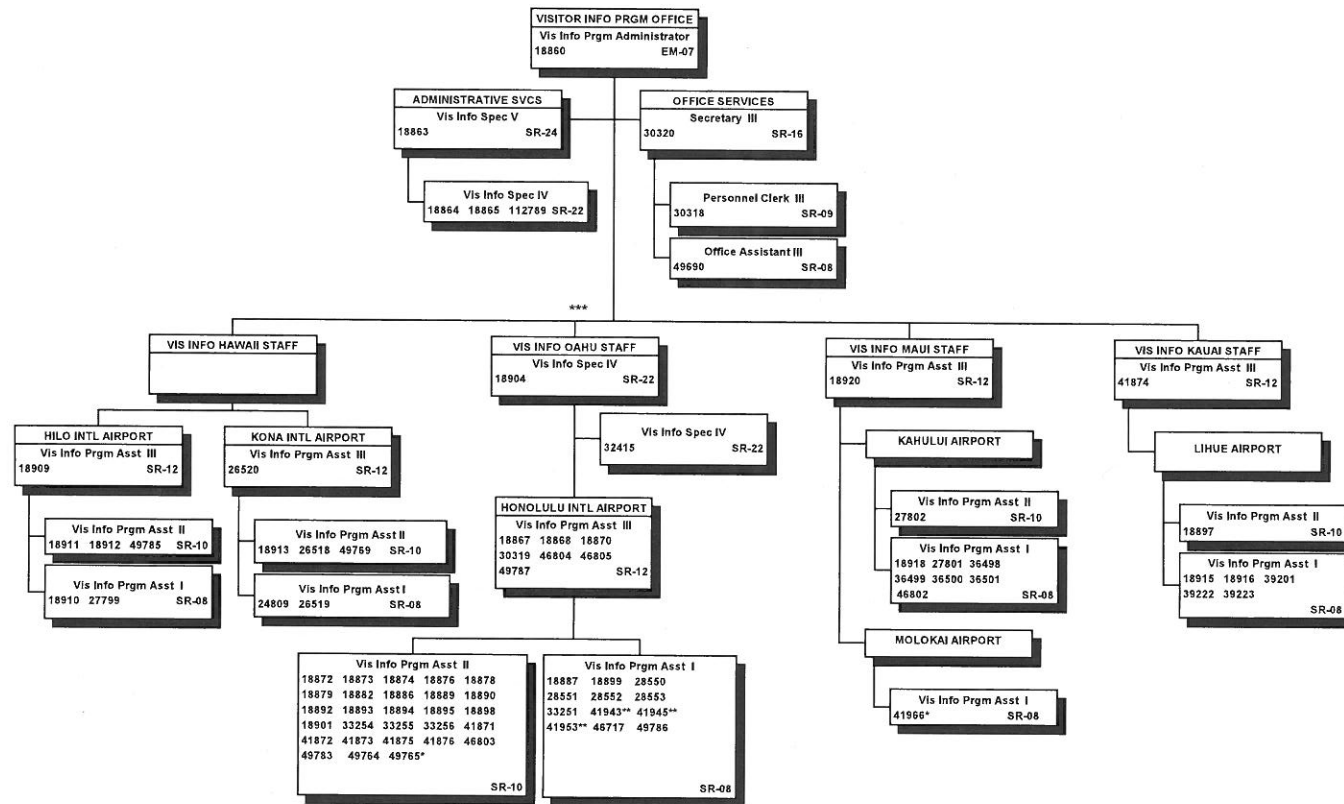 VISITOR INFO PRGM OFFICE
Vis Info Prgm Administrator
18860 EM-07
ADMINISTRATIVE SVCS
Vis Info Spec V
18863 SR-24
Vis Info Spec IV
18864 18865 112789 SR-22
OFFICE SERVICES
Secretary III
30320 SR-16
Personnel Clerk III
30318 SR-09
Office Assistant III
49690 SR-08
***
VIS INFO HAWAII STAFF
HILO INTL AIRPORT
Vis Info Prgm Asst III
18909 SR-12
Vis Info Prgm Asst II
18911 18912 49785 SR-10
Vis Info Prgm Asst I
18910 27799 SR-08
KONA INTL AIRPORT
Vis Info Prgm Asst III
26520 SR-12
Vis Info Prgm Asst II
18913 26518 49769 SR-10
Vis Info Prgm Asst I
24809 26519 SR-08
VIS INFO OAHU STAFF
Vis Info Spec IV
18904 SR-22
Vis Info Spec IV
32415 SR-22
HONOLULU INTL AIRPORT
Vis Info Prgm Asst III
18867 18868 18870
30319 46804 46805
49787 SR-12
Vis Info Prgm Asst II
18872 18873 18874 18876 18878
18879 18882 18886 18889 18890
18892 18893 18894 18895 18898
18901 33254 33255 33256 41871
41872 41873 41875 41876 46803
49783 49764 49765*
SR-10
Vis Info Prgm Asst I
18887 18899 28550
28551 28552 28553
33251 41943** 41945**
41953** 46717 49786
SR-08
VIS INFO MAUI STAFF
Vis Info Prgm Asst III
18920 SR-12
KAHULUI AIRPORT
Vis Info Prgm Asst II
27802 SR-10
Vis Info Prgm Asst I
18918 27801 36498
36499 36500 36501
46802 SR-08
MOLOKAI AIRPORT
Vis Info Prgm Asst I
41966* SR-08
VIS INFO KAUAI STAFF
Vis Info Prgm Asst III
41874 SR-12
LIHUE AIRPORT
Vis Info Prgm Asst II
18897 SR-10
Vis Info Prgm Asst I
18915 18916 39201
39222 39223
SR-08